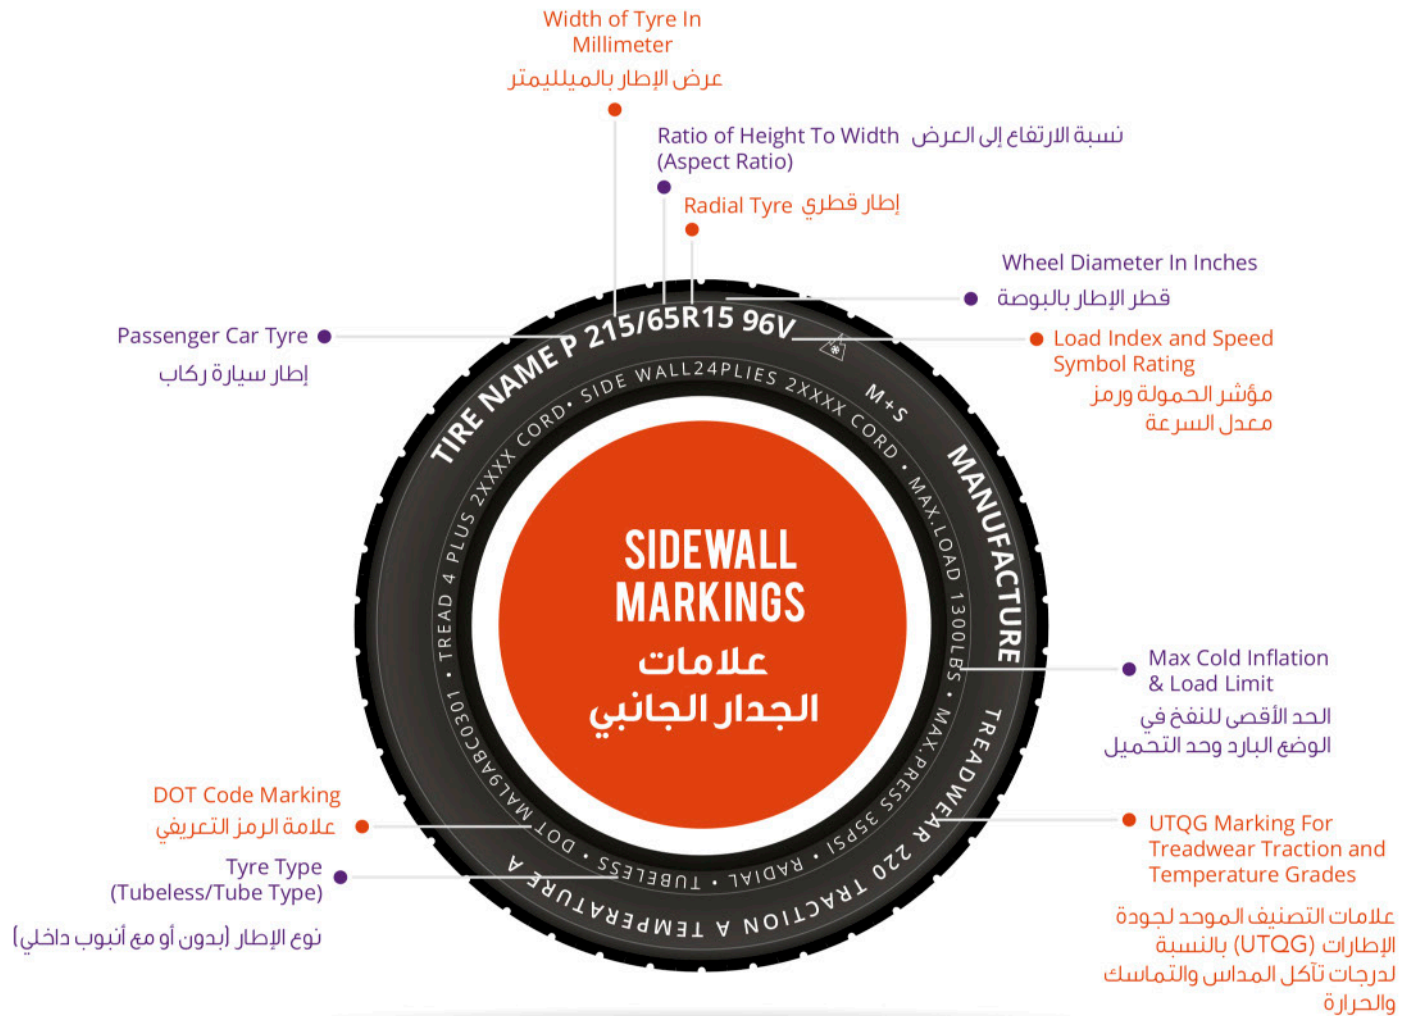 Width of Tyre In
Millimeter
عرض الإطار بالميلليمتر
Ratio of Height To Width نسبة الارتفاع إلى العرض
(Aspect Ratio)
Radial Tyre إطار قطري
Wheel Diameter In Inches
قطر الإطار بالبوصة
Passenger Car Tyre
إطار سيارة ركاب
Load Index and Speed
Symbol Rating
مؤشر الحمولة ورمز
معدل السرعة
TIRE NAME P 215/65R15 96V
M+S
MANUFACTURE
TREADWEAR 220 TRACTION A TEMPERATURE A
DOT MAL9ABC0301 • TREAD 4 PLUS 2XXXX CORD • SIDE WALL24PLIES 2XXXX CORD • MAX.LOAD 1300LBS • MAX.PRESS 35PSI • RADIAL • TUBELESS •
SIDEWALL
MARKINGS
علامات
الجدار الجانبي
Max Cold Inflation
& Load Limit
الحد الأقصى للنفخ في
الوضع البارد وحد التحميل
DOT Code Marking
علامة الرمز التعريفي
Tyre Type
(Tubeless/Tube Type)
نوع الإطار (بدون أو مع أنبوب داخلي)
UTQG Marking For
Treadwear Traction and
Temperature Grades
علامات التصنيف الموحد لجودة
الإطارات (UTQG) بالنسبة
لدرجات تآكل المداس والتماسك
والحرارة